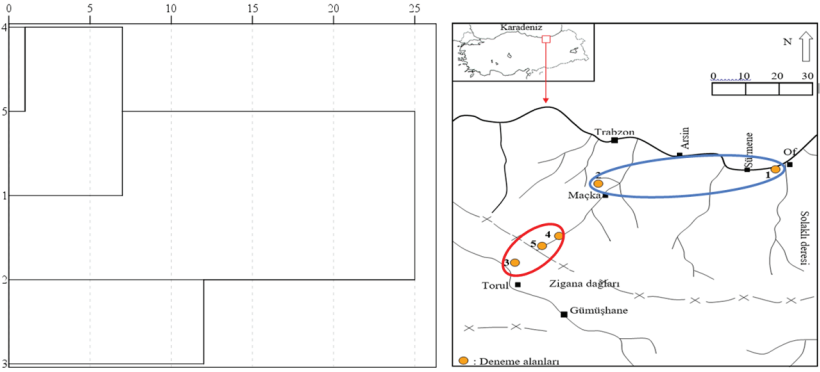 0 5 10 15 20 25
4
5
1
2
3
Karadeniz
N
0 10 20 30
Trabzon
Arsin
Sürmene
Of
1
2
Maçka
4
5
3
Solaklı deresi
Torul
Zigana dağları
Gümüşhane
: Deneme alanları